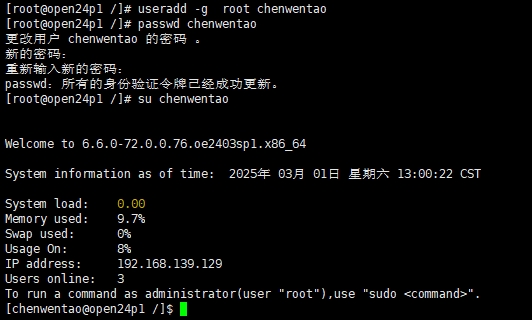 [root@open24p1 /]# useradd -g  root chenwentao
[root@open24p1 /]# passwd chenwentao
更改用户 chenwentao 的密码 。
新的密码：
重新输入新的密码：
passwd：所有的身份验证令牌已经成功更新。
[root@open24p1 /]# su chenwentao
Welcome to 6.6.0-72.0.0.76.oe2403sp1.x86_64
System information as of time:  2025年 03月 01日 星期六 13:00:22 CST
System load:    0.00
Memory used:    9.7%
Swap used:      0%
Usage On:       8%
IP address:     192.168.139.129
Users online:   3
To run a command as administrator(user "root"),use "sudo <command>".
[chenwentao@open24p1 /]$